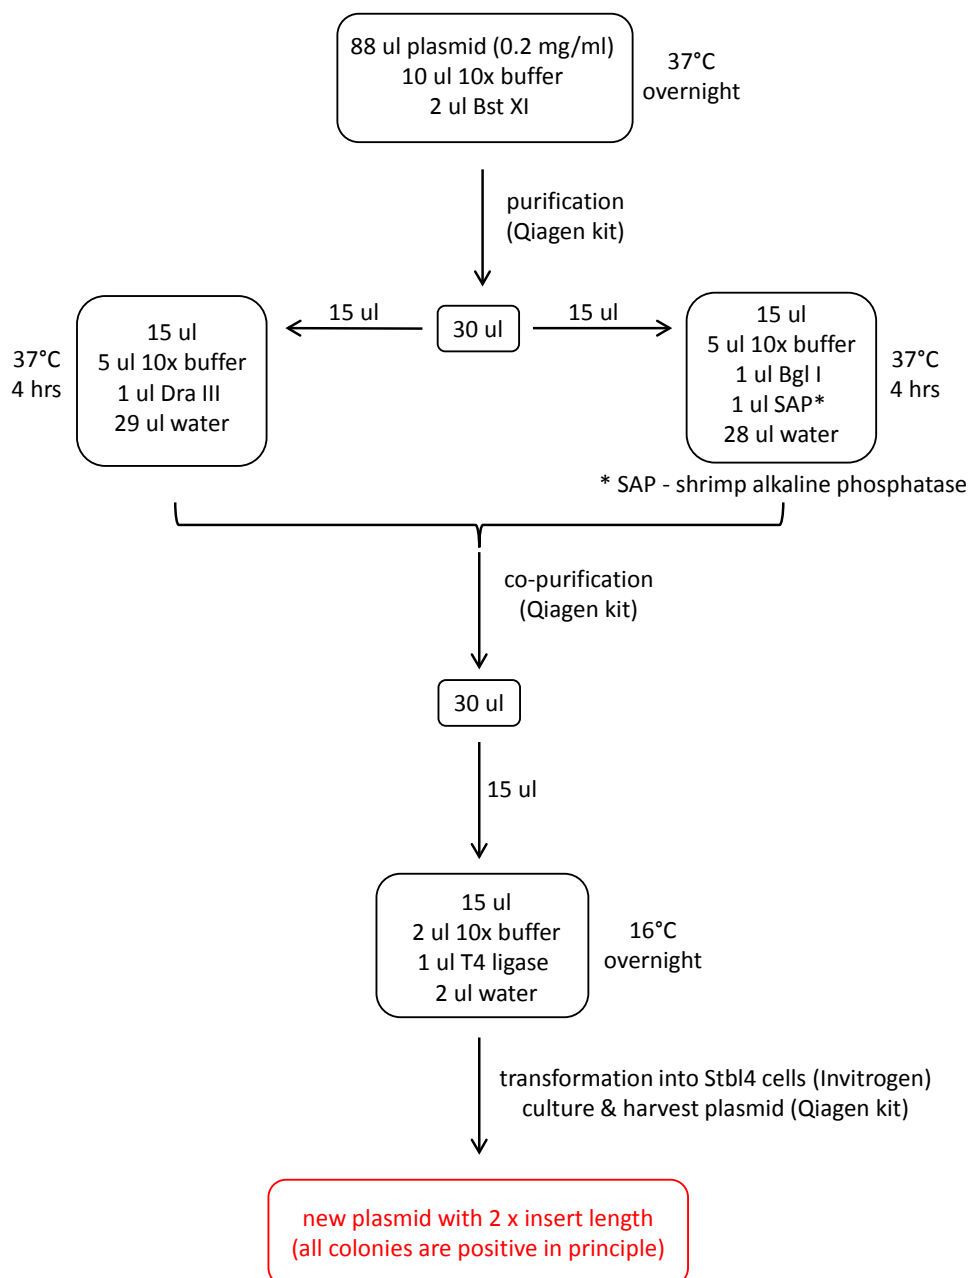 88 ul plasmid (0.2 mg/ml)
10 ul 10x buffer
2 ul Bst XI
37°C
overnight
purification
(Qiagen kit)
15 ul
30 ul
15 ul
37°C
4 hrs
15 ul
5 ul 10x buffer
1 ul Dra III
29 ul water
15 ul
5 ul 10x buffer
1 ul Bgl I
1 ul SAP*
28 ul water
37°C
4 hrs
* SAP - shrimp alkaline phosphatase
co-purification
(Qiagen kit)
30 ul
15 ul
15 ul
2 ul 10x buffer
1 ul T4 ligase
2 ul water
16°C
overnight
transformation into Stbl4 cells (Invitrogen)
culture & harvest plasmid (Qiagen kit)
new plasmid with 2 x insert length
(all colonies are positive in principle)